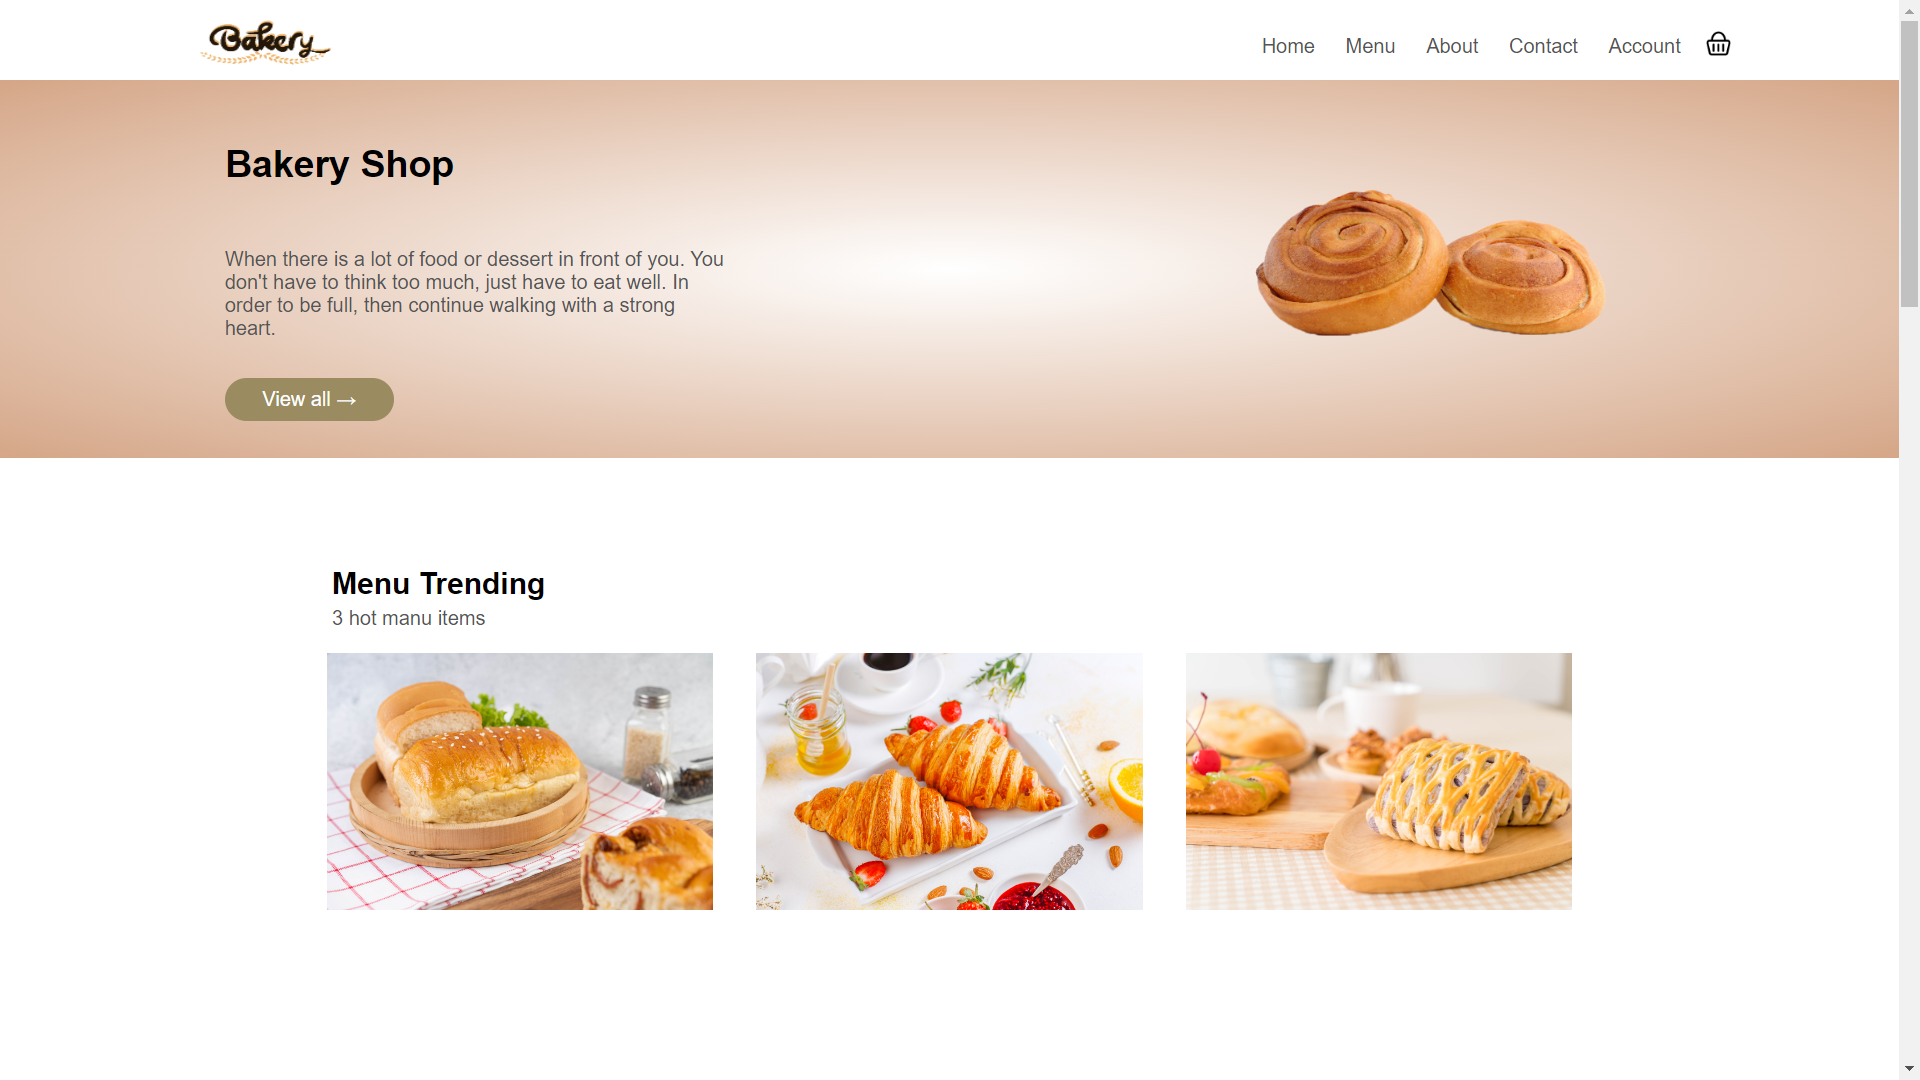 Bakery
Home Menu About Contact Account
Bakery Shop
When there is a lot of food or dessert in front of you. You
don't have to think too much, just have to eat well. In
order to be full, then continue walking with a strong
heart.
View all →
Menu Trending
3 hot manu items